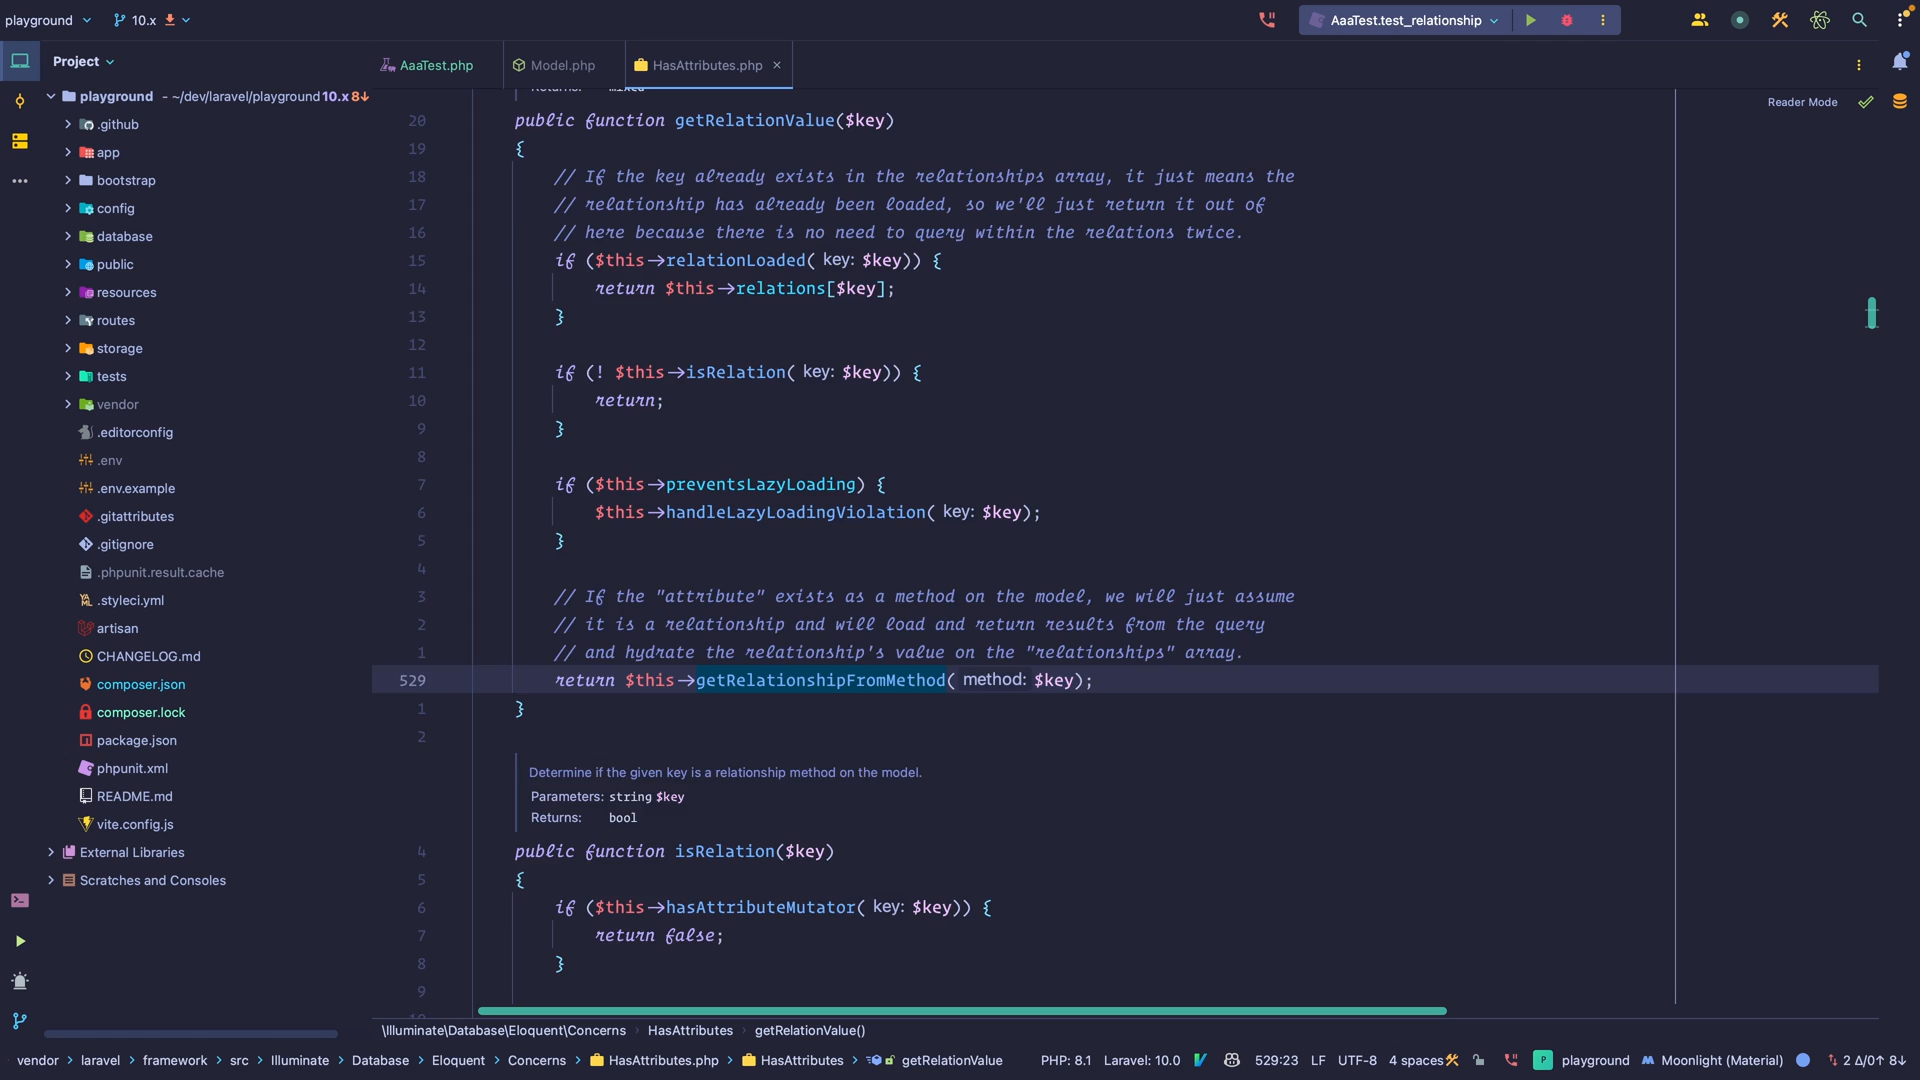 playground 10.x AaaTest.test_relationship
Project AaaTest.php Model.php HasAttributes.php
playground - ~/dev/laravel/playground 10.x 8↓
.github
app
bootstrap
config
database
public
resources
routes
storage
tests
vendor
.editorconfig
.env
.env.example
.gitattributes
.gitignore
.phpunit.result.cache
.styleci.yml
artisan
CHANGELOG.md
composer.json
composer.lock
package.json
phpunit.xml
README.md
vite.config.js
External Libraries
Scratches and Consoles
Reader Mode
Returns: mixed
20 public function getRelationValue($key)
19 {
18 // If the key already exists in the relationships array, it just means the
17 // relationship has already been loaded, so we'll just return it out of
16 // here because there is no need to query within the relations twice.
15 if ($this->relationLoaded( key: $key)) {
14 return $this->relations[$key];
13 }
12
11 if (! $this->isRelation( key: $key)) {
10 return;
9 }
8
7 if ($this->preventsLazyLoading) {
6 $this->handleLazyLoadingViolation( key: $key);
5 }
4
3 // If the "attribute" exists as a method on the model, we will just assume
2 // it is a relationship and will load and return results from the query
1 // and hydrate the relationship's value on the "relationships" array.
529 return $this->getRelationshipFromMethod( method: $key);
1 }
2
Determine if the given key is a relationship method on the model.
Parameters: string $key
Returns: bool
4 public function isRelation($key)
5 {
6 if ($this->hasAttributeMutator( key: $key)) {
7 return false;
8 }
9
\Illuminate\Database\Eloquent\Concerns › HasAttributes › getRelationValue()
vendor › laravel › framework › src › Illuminate › Database › Eloquent › Concerns › HasAttributes.php › HasAttributes › getRelationValue PHP: 8.1 Laravel: 10.0 529:23 LF UTF-8 4 spaces P playground Moonlight (Material) 2 Δ/0↑ 8↓